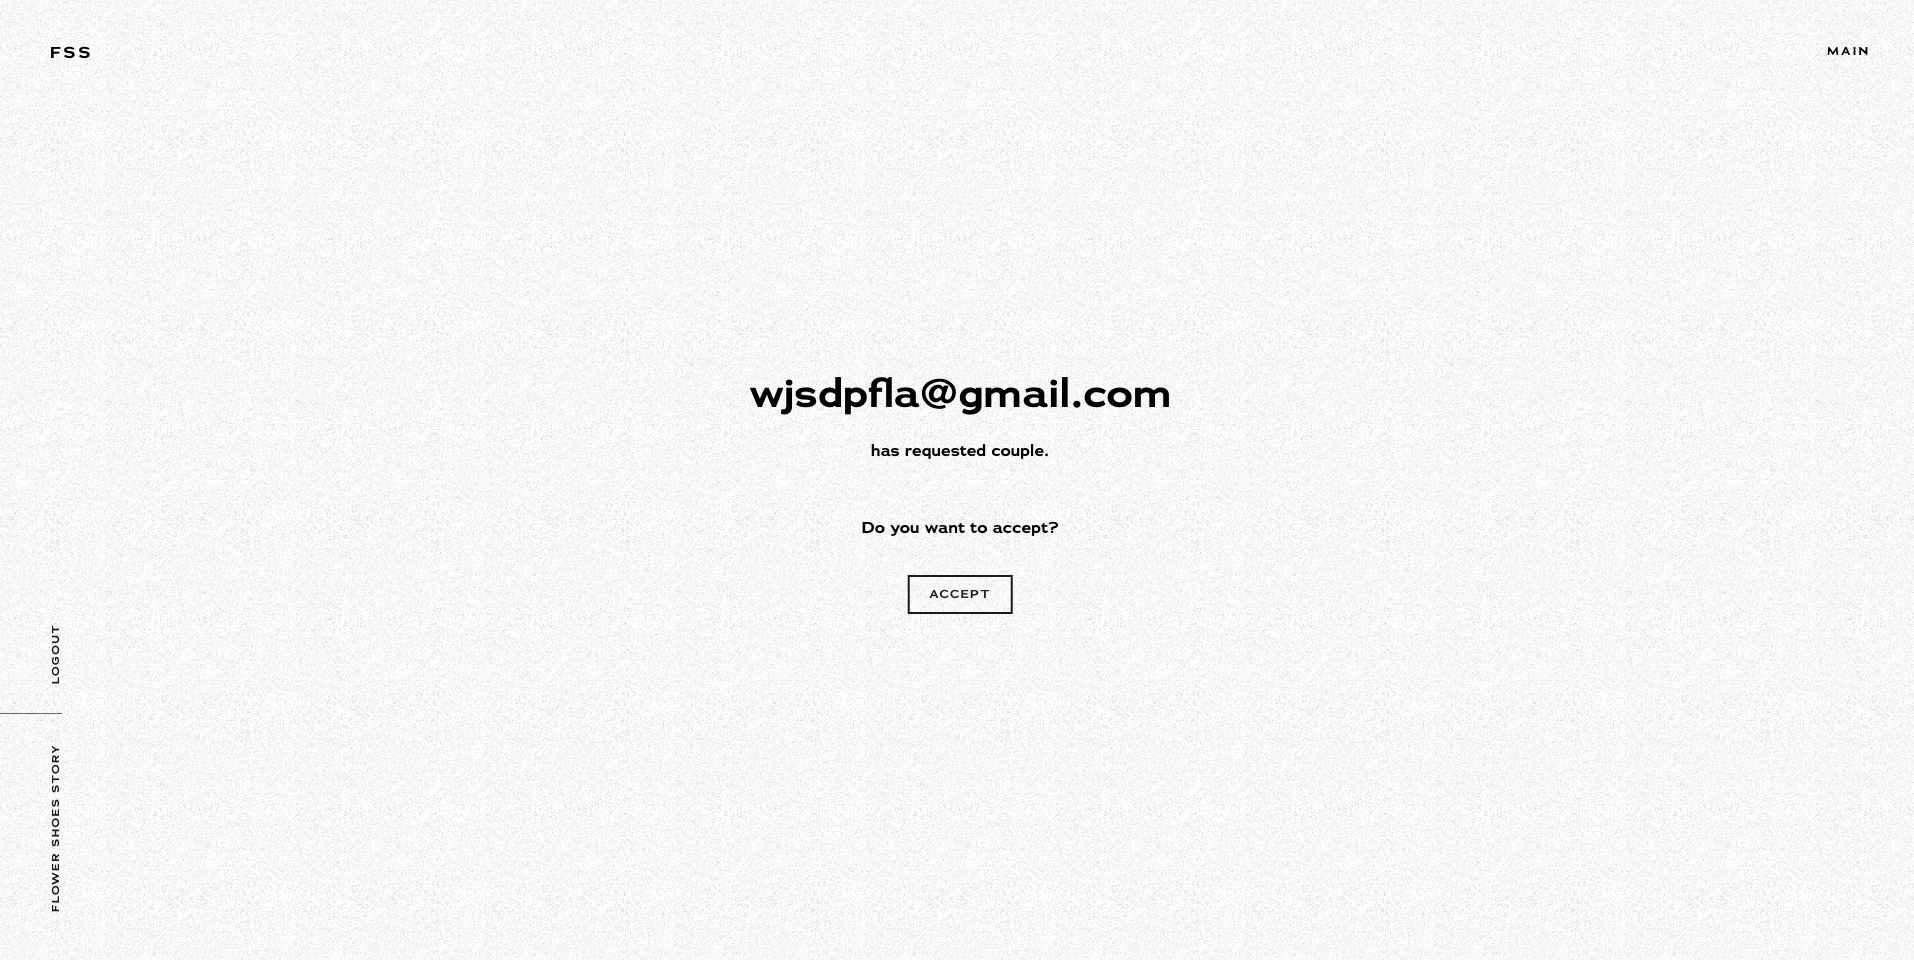 FSS
MAIN
wjsdpfla@gmail.com
has requested couple.
Do you want to accept?
ACCEPT
LOGOUT
FLOWER SHOES STORY